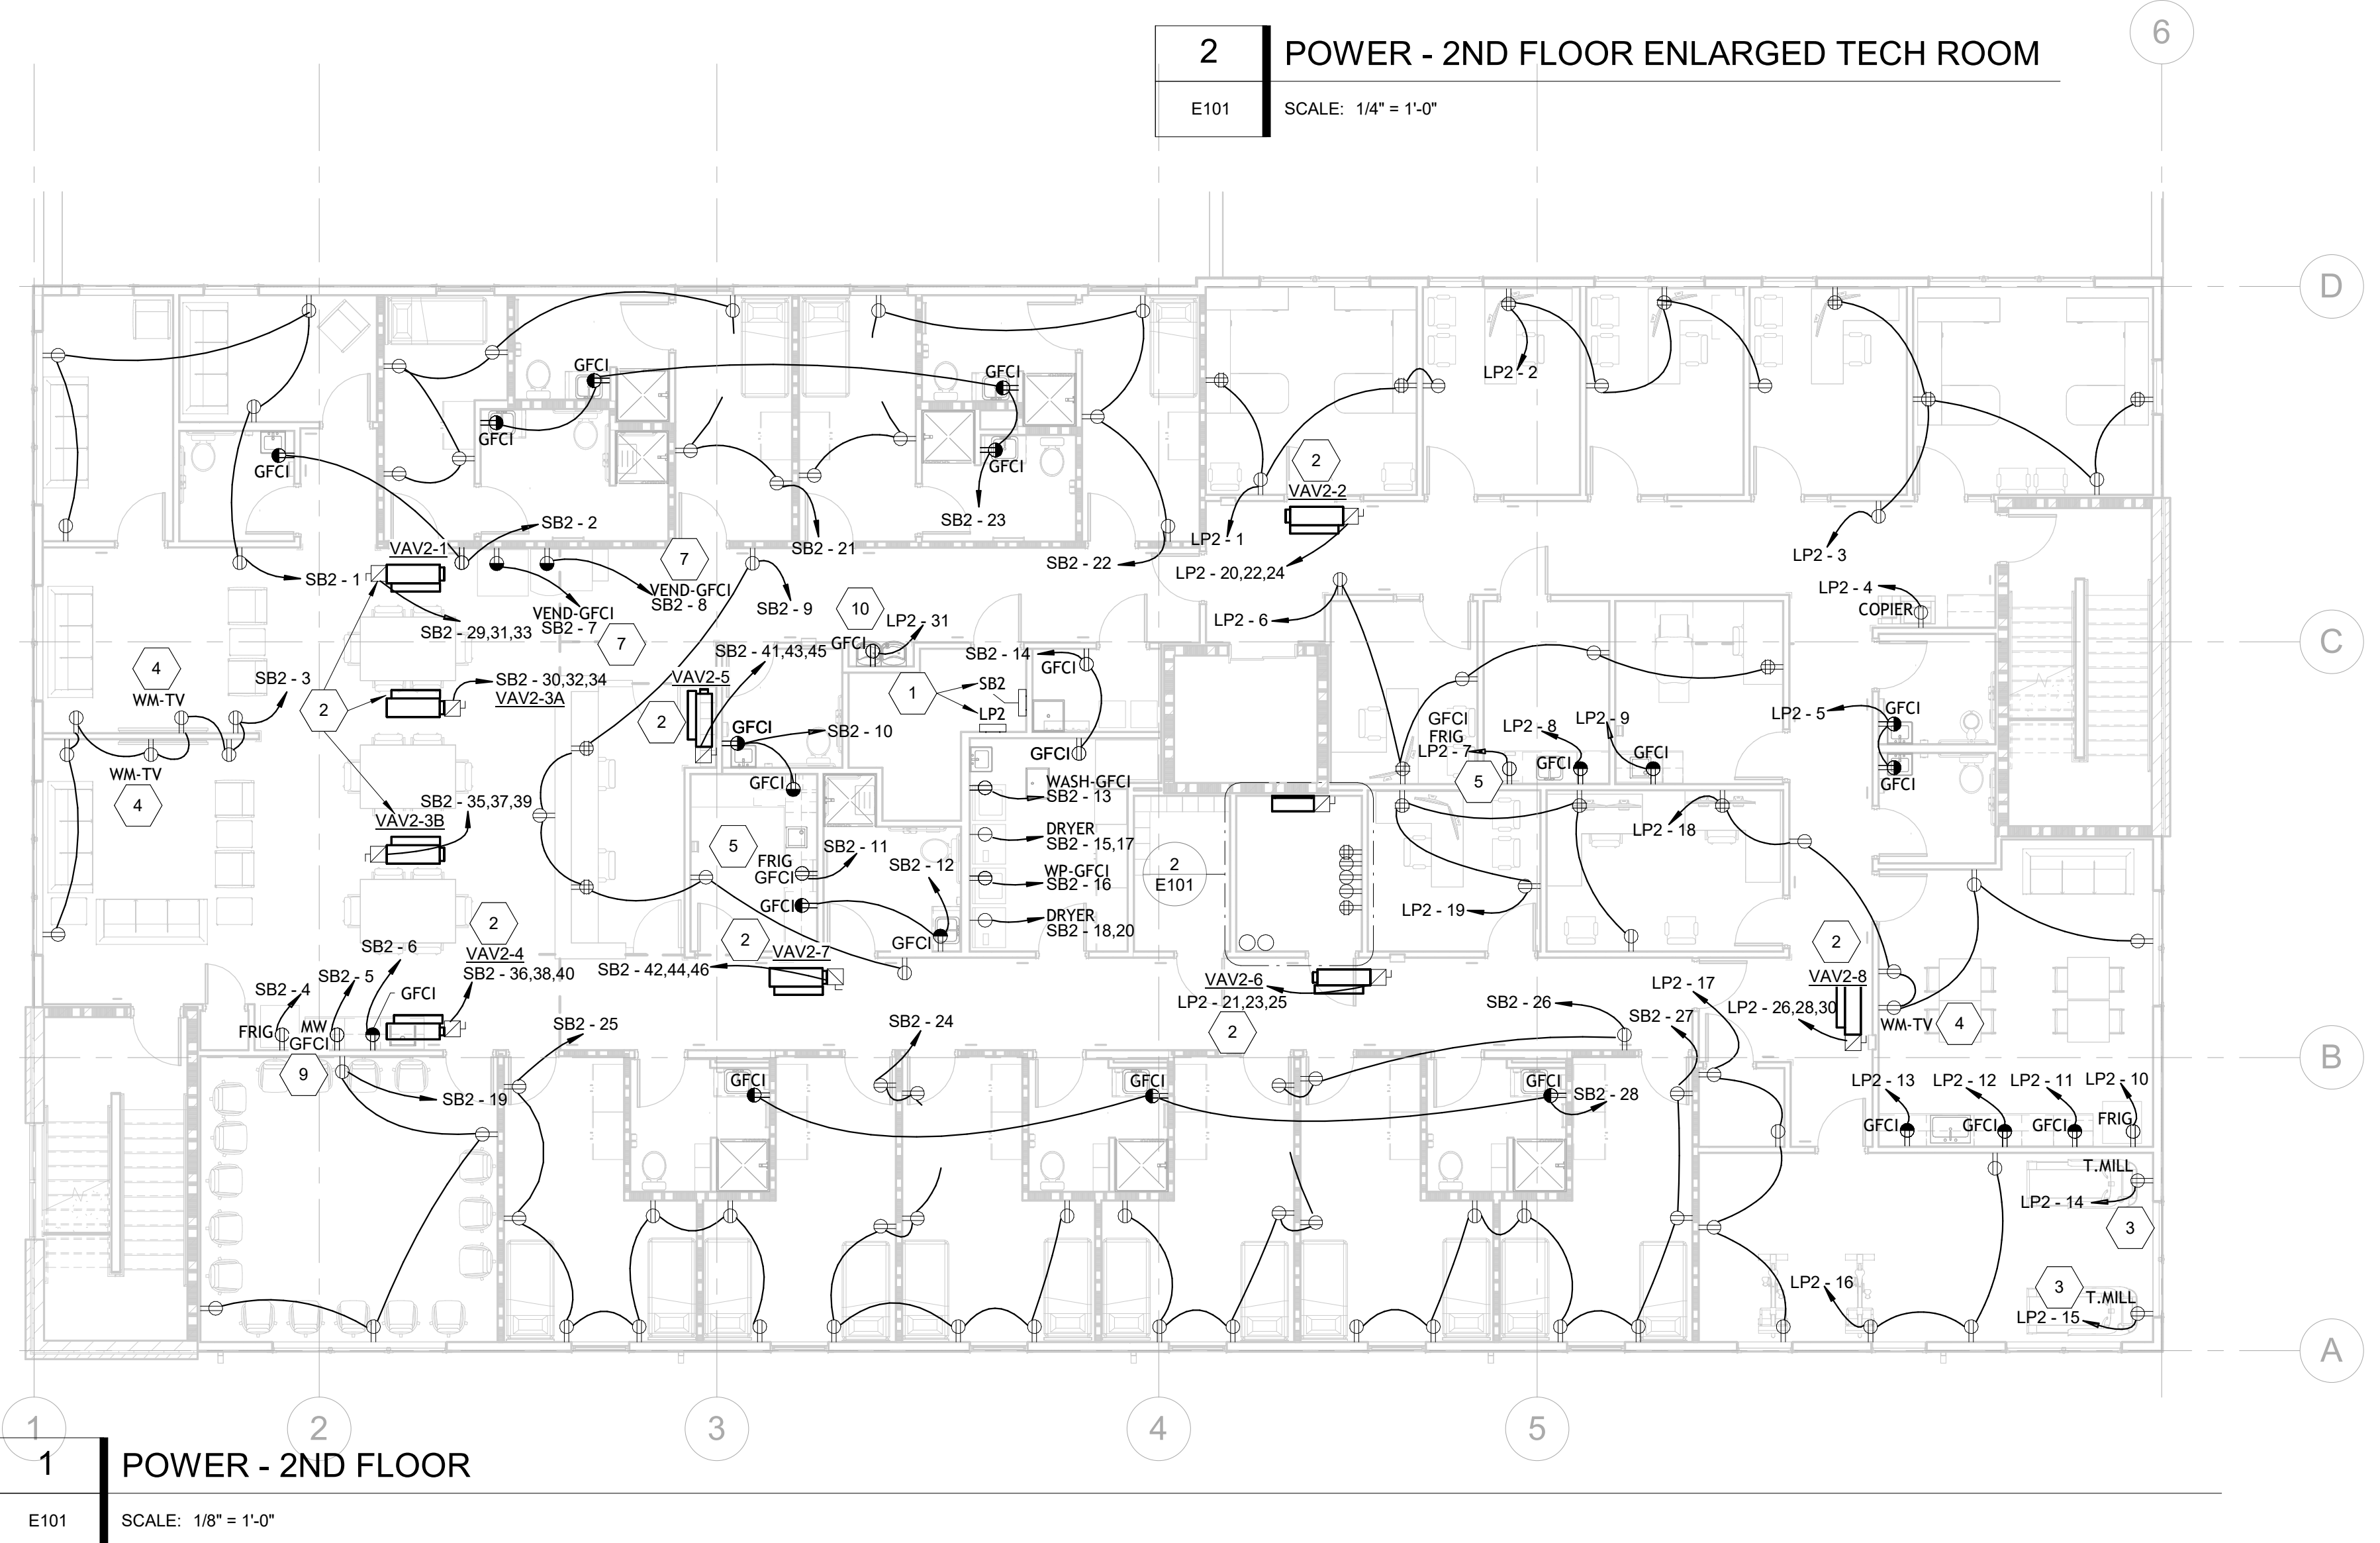 2
POWER - 2ND FLOOR ENLARGED TECH ROOM
E101
SCALE: 1/4" = 1'-0"
6
D
GFCI
GFCI
LP2 - 2
GFCI
GFCI
GFCI
2
VAV2-2
SB2 - 2
SB2 - 23
LP2 - 1
VAV2-1
SB2 - 21
LP2 - 3
7
SB2 - 22
LP2 - 20,22,24
SB2 - 1
VEND-GFCI
SB2 - 8
SB2 - 9
LP2 - 4
COPIER
VEND-GFCI
SB2 - 7
10
LP2 - 31
LP2 - 6
SB2 - 29,31,33
7
GFCI
C
SB2 - 41,43,45
SB2 - 14
GFCI
4
SB2 - 3
SB2 - 30,32,34
VAV2-3A
VAV2-5
1
SB2
LP2
WM-TV
2
2
GFCI
SB2 - 10
GFCI
FRIG
LP2 - 7
LP2 - 8
LP2 - 9
LP2 - 5
GFCI
GFCI
GFCI
GFCI
WM-TV
GFCI
5
WASH-GFCI
SB2 - 13
GFCI
4
SB2 - 35,37,39
VAV2-3B
5
DRYER
SB2 - 15,17
LP2 - 18
SB2 - 11
FRIG
GFCI
SB2 - 12
WP-GFCI
SB2 - 16
2
E101
GFCI
DRYER
SB2 - 18,20
LP2 - 19
2
GFCI
2
2
SB2 - 6
VAV2-4
SB2 - 36,38,40
VAV2-7
SB2 - 42,44,46
VAV2-6
LP2 - 21,23,25
VAV2-8
SB2 - 5
SB2 - 4
GFCI
LP2 - 17
SB2 - 26
LP2 - 26,28,30
FRIG
MW
GFCI
SB2 - 25
SB2 - 24
2
SB2 - 27
WM-TV
4
B
9
SB2 - 19
GFCI
GFCI
GFCI
SB2 - 28
LP2 - 13
LP2 - 12
LP2 - 11
LP2 - 10
GFCI
GFCI
GFCI
FRIG
T.MILL
LP2 - 14
3
LP2 - 16
3
T.MILL
LP2 - 15
A
1
2
3
4
5
1
POWER - 2ND FLOOR
E101
SCALE: 1/8" = 1'-0"